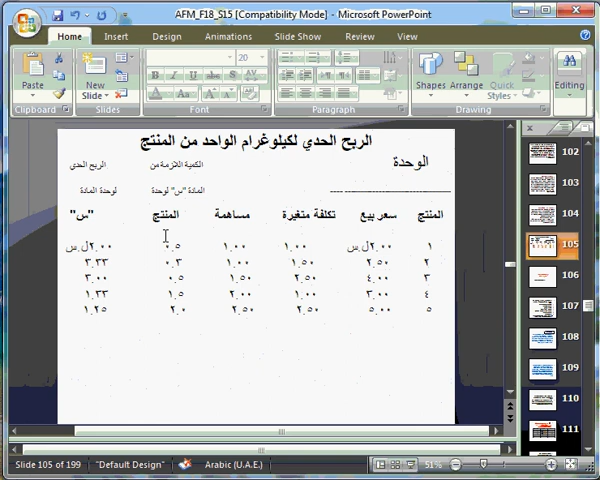 AFM_F18_S15 [Compatibility Mode] - Microsoft PowerPoint
Home Insert Design Animations Slide Show Review View
Paste New Slide Shapes Arrange Quick Styles Editing
Clipboard Slides Font Paragraph Drawing
20
الربح الحدي لكيلوغرام الواحد من المنتج
الوحدة الكمية اللازمة من الربح الحدي
المادة "س" لوحدة لوحدة المادة
المنتج سعر بيع تكلفة متغيرة مساهمة المنتج "س"
١ ٢.٠٠ل.س ١.٠٠ ١.٠٠ ٠.٥ ٢.٠٠ل.س
٢ ٢.٥٠ ١.٥٠ ١.٠٠ ٠.٣ ٣.٣٣
٣ ٤.٠٠ ٢.٥٠ ١.٥٠ ٠.٥ ٣.٠٠
٤ ٣.٠٠ ١.٠٠ ٢.٠٠ ١.٥ ١.٣٣
٥ ٥.٠٠ ٢.٥٠ ٢.٥٠ ٢.٠ ١.٢٥
102
103
104
105
106
107
108
109
110
111
Slide 105 of 199 "Default Design" Arabic (U.A.E.) 51%